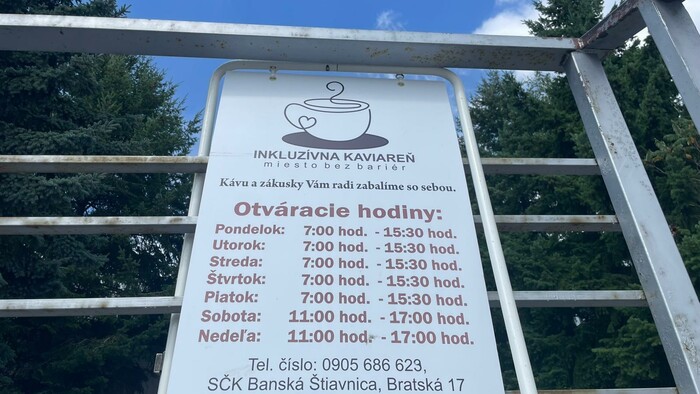 INKLUZÍVNA KAVIAREŇ
miesto bez bariér
Kávu a zákusky Vám radi zabalíme so sebou.
Otváracie hodiny:
Pondelok: 7:00 hod. - 15:30 hod.
Utorok: 7:00 hod. - 15:30 hod.
Streda: 7:00 hod. - 15:30 hod.
Štvrtok: 7:00 hod. - 15:30 hod.
Piatok: 7:00 hod. - 15:30 hod.
Sobota: 11:00 hod. - 17:00 hod.
Nedeľa: 11:00 hod. - 17:00 hod.
Tel. číslo: 0905 686 623,
SČK Banská Štiavnica, Bratská 17